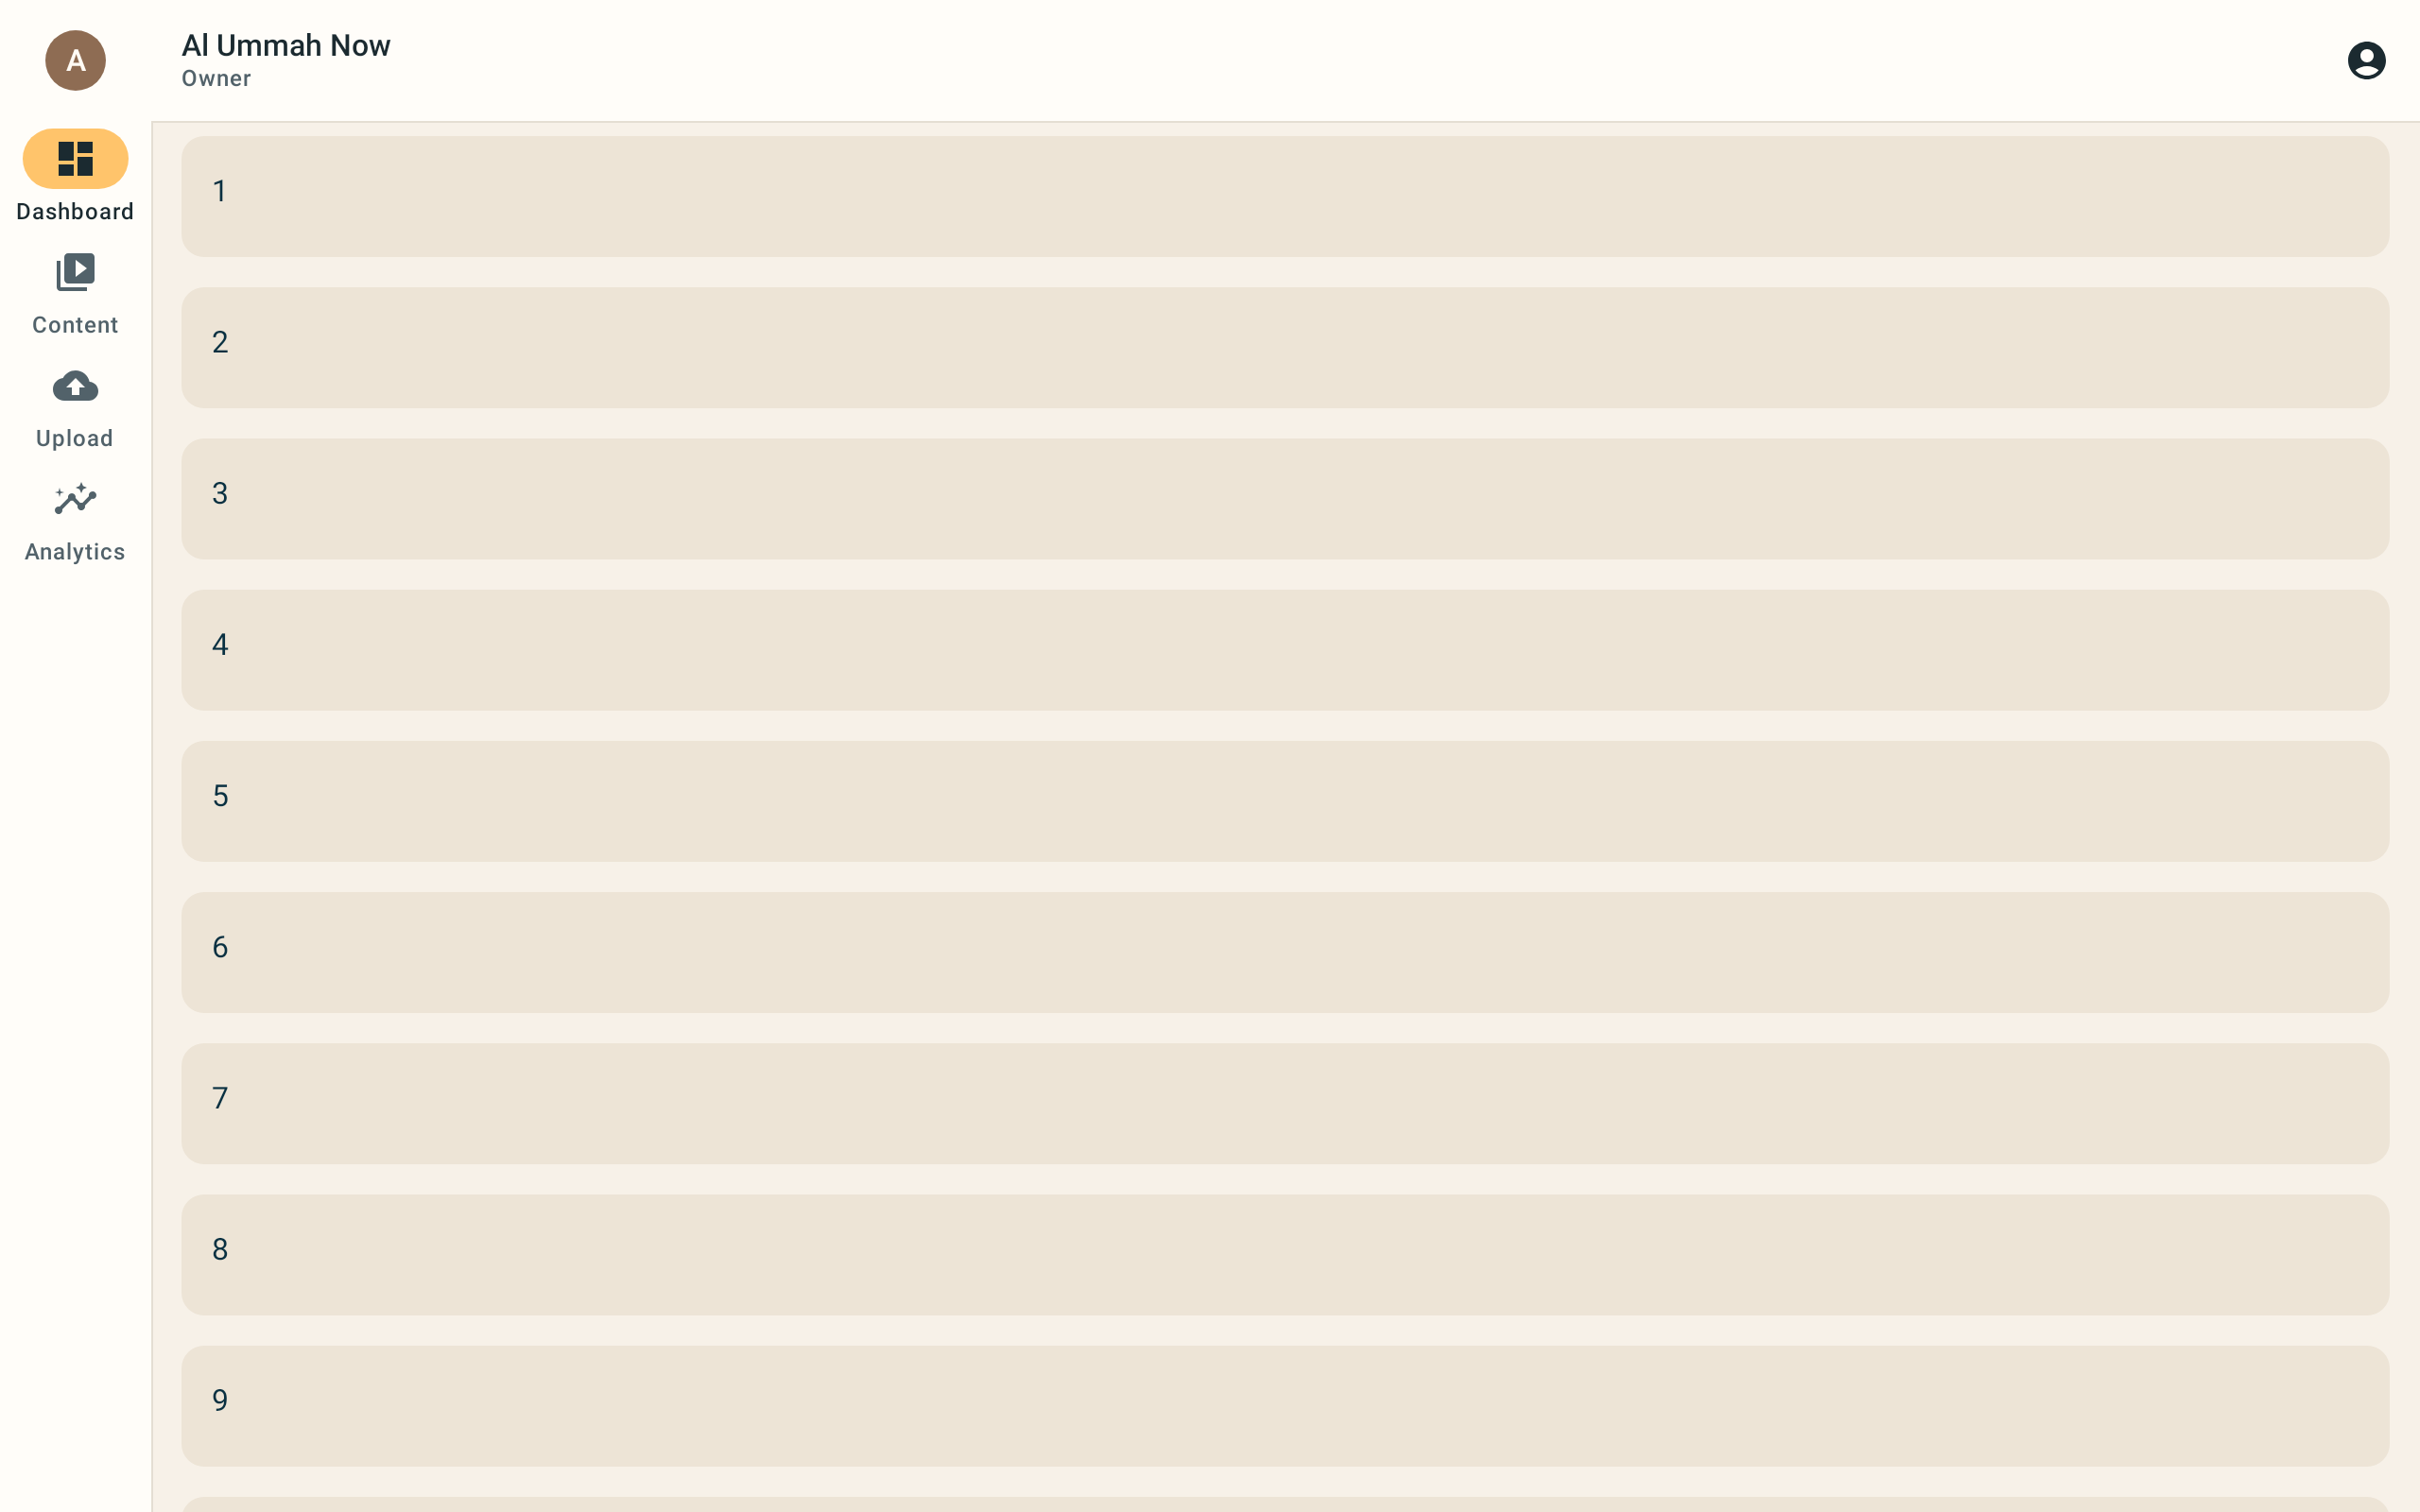 A
Al Ummah Now
Owner
Dashboard
Content
Upload
Analytics
1
2
3
4
5
6
7
8
9